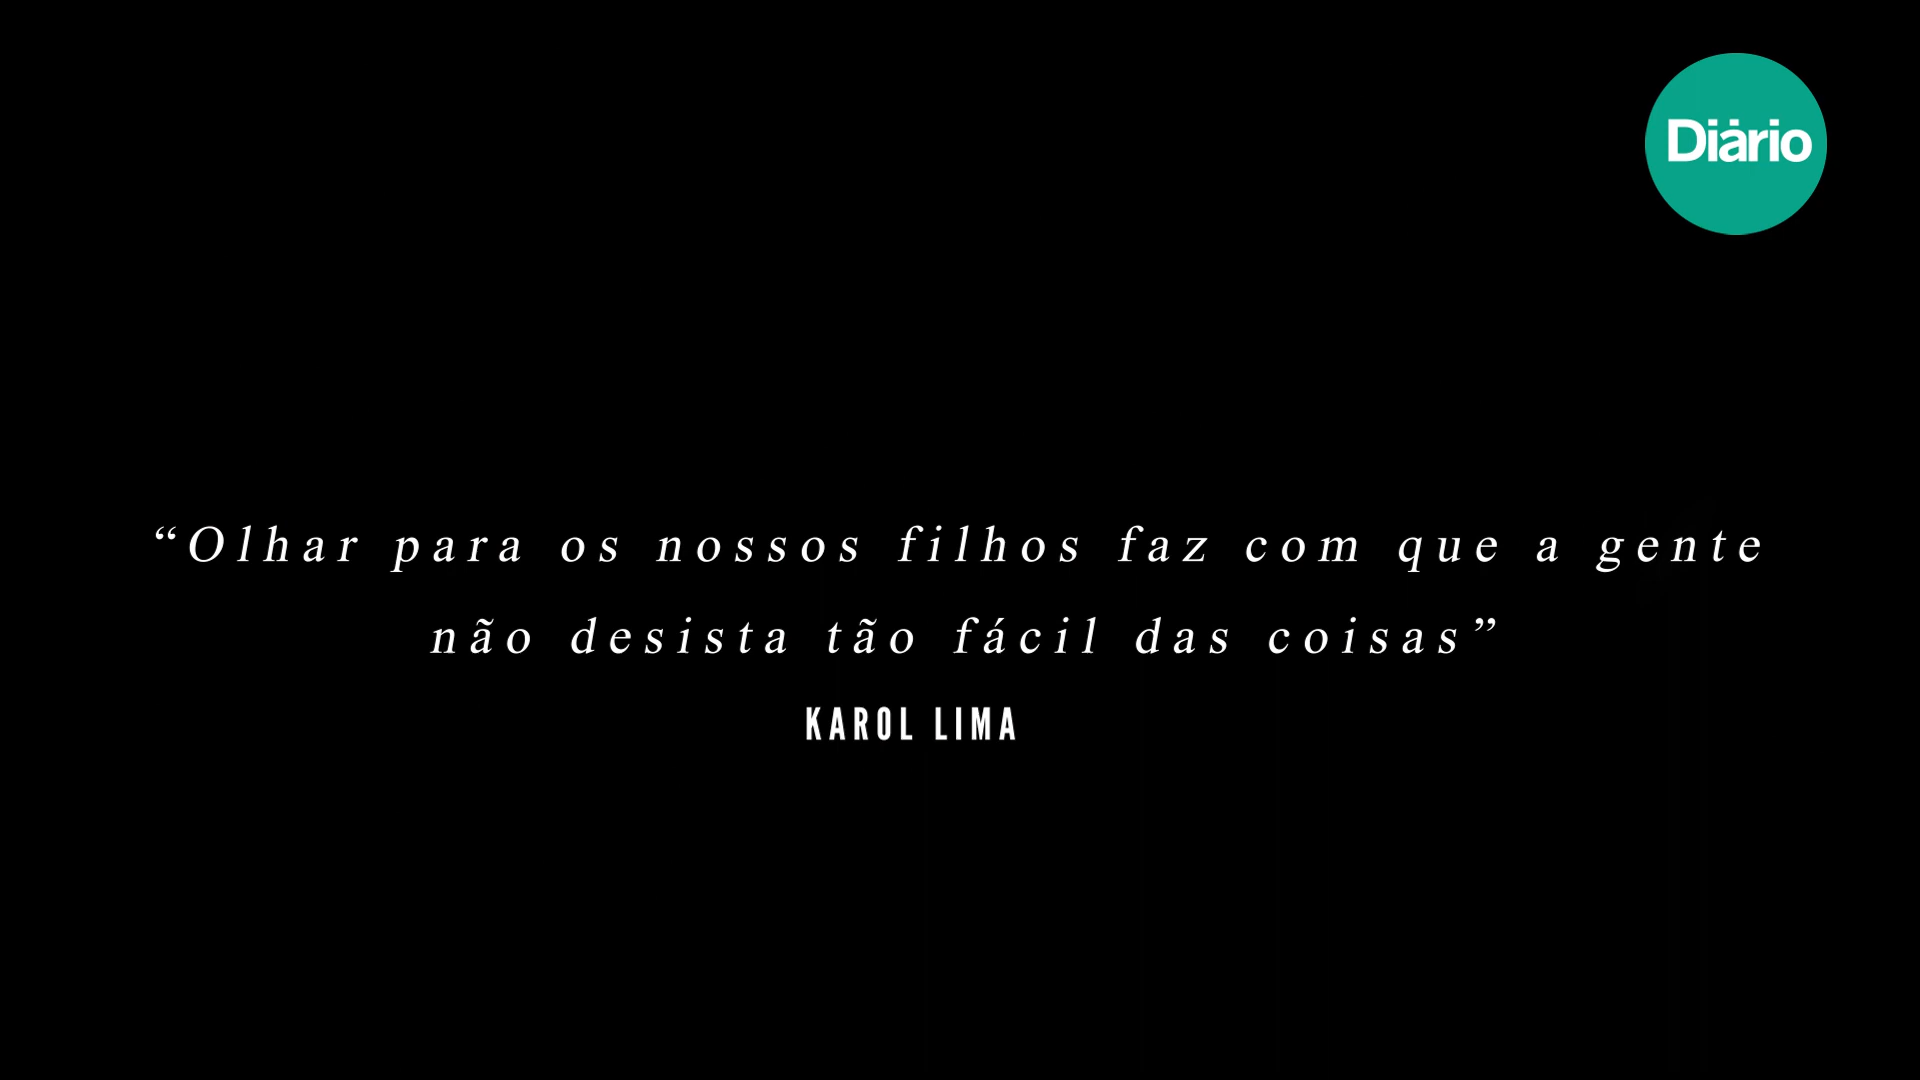 Diário
“Olhar para os nossos filhos faz com que a gente
não desista tão fácil das coisas”
KAROL LIMA